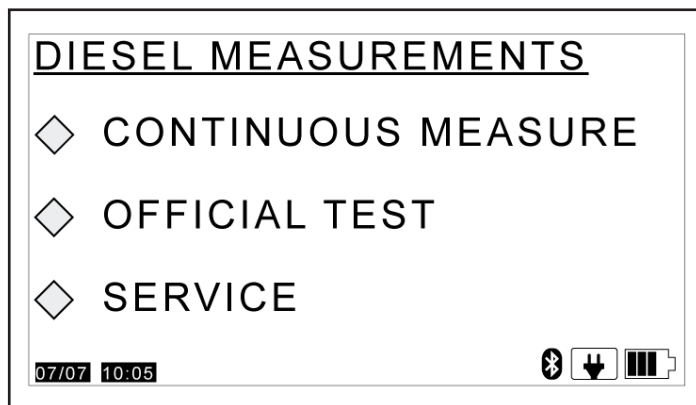 DIESEL MEASUREMENTS
CONTINUOUS MEASURE
OFFICIAL TEST
SERVICE
07/07 10:05